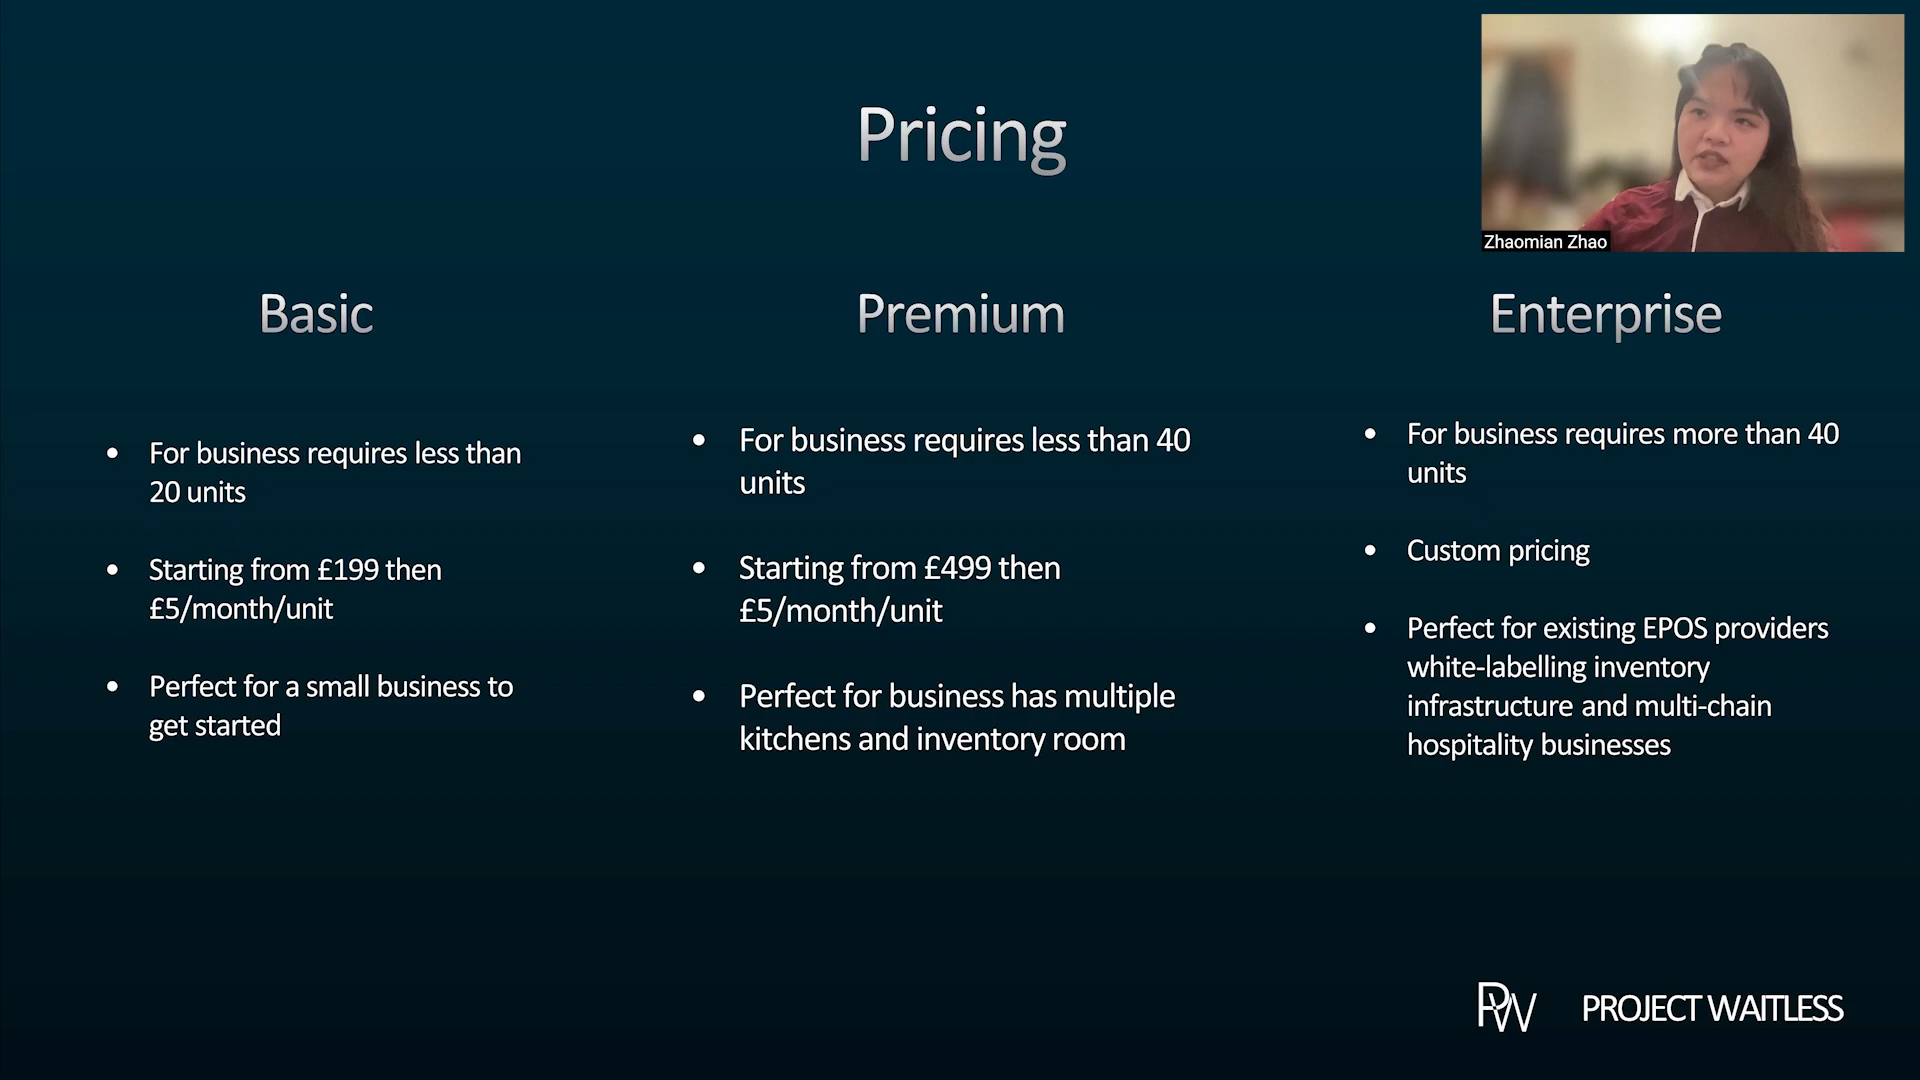 Pricing
Zhaomian Zhao
Basic
For business requires less than
20 units
Starting from £199 then
£5/month/unit
Perfect for a small business to
get started
Premium
For business requires less than 40
units
Starting from £499 then
£5/month/unit
Perfect for business has multiple
kitchens and inventory room
Enterprise
For business requires more than 40
units
Custom pricing
Perfect for existing EPOS providers
white-labelling inventory
infrastructure and multi-chain
hospitality businesses
PW PROJECT WAITLESS